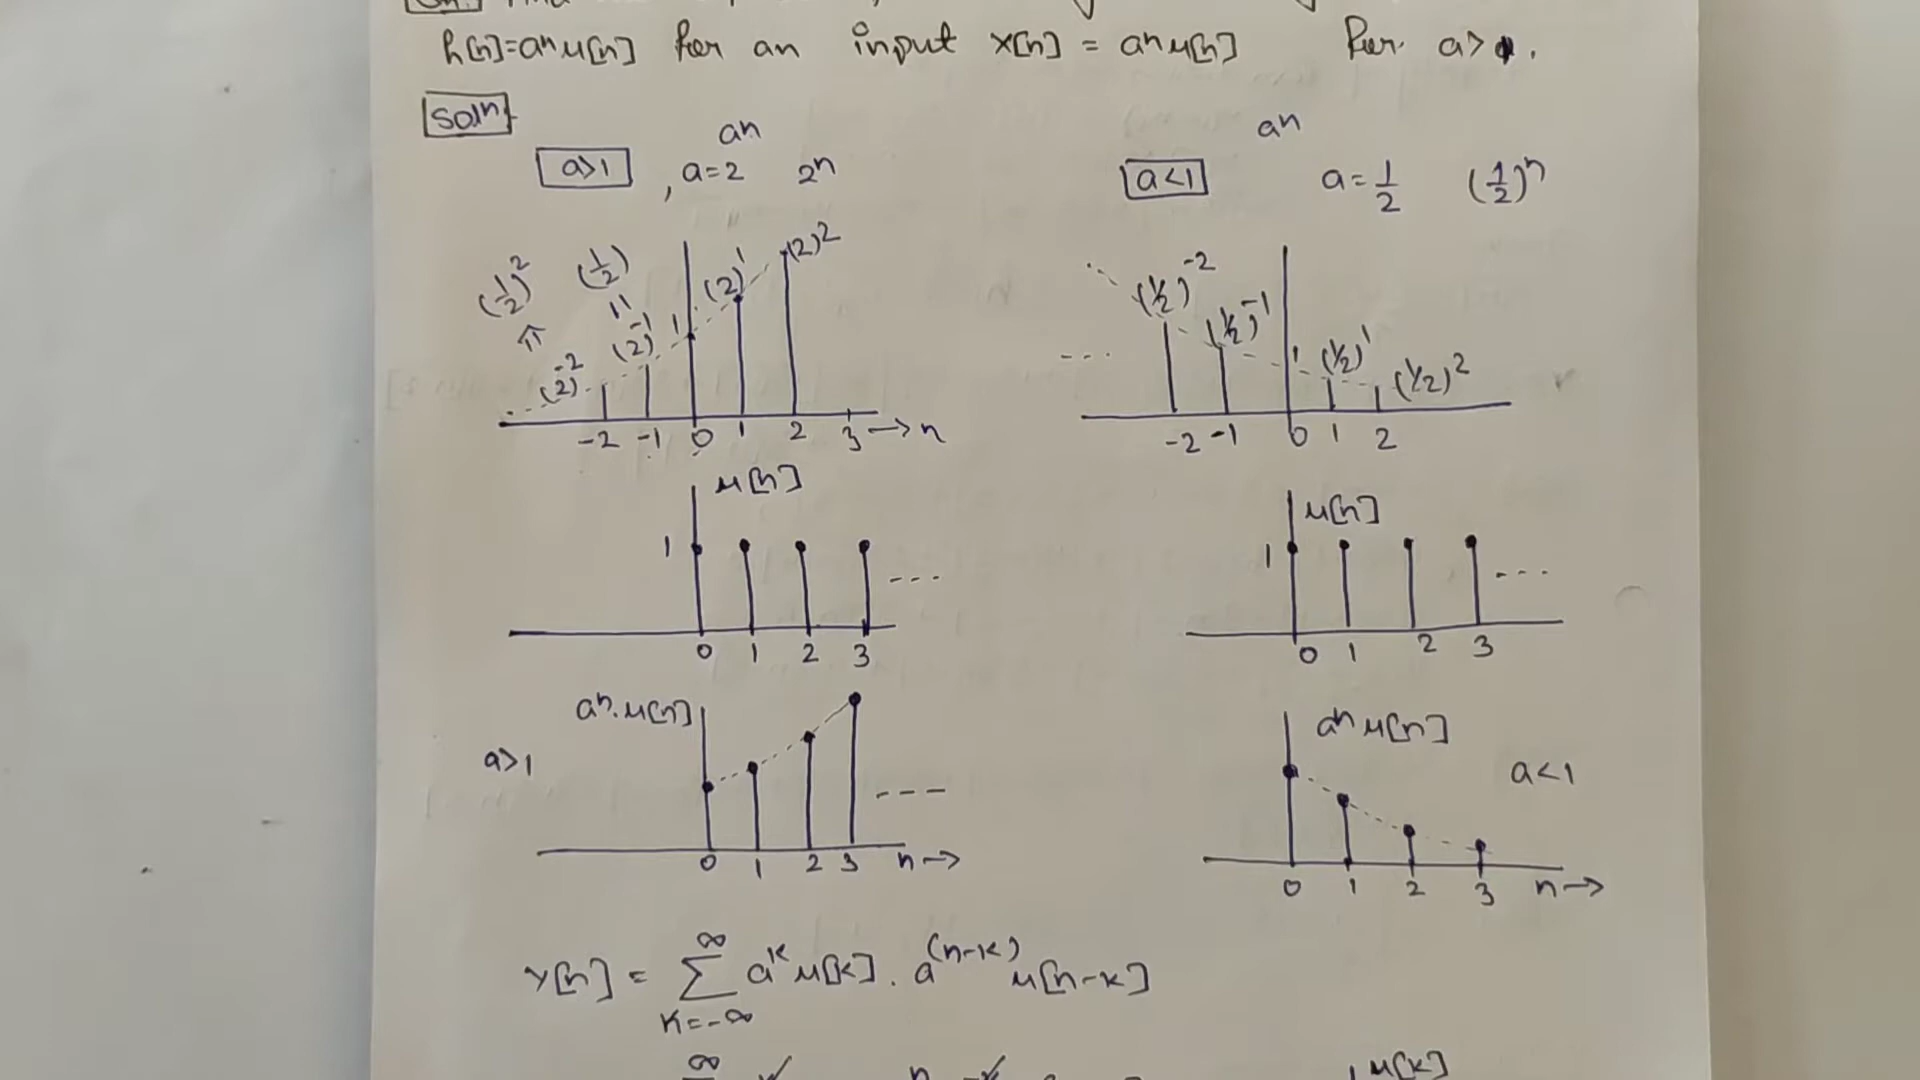 h[n]=aⁿu[n] for an input x[n] = aⁿu[n] for a>
Solⁿ
aⁿ
a>1 , a=2 2ⁿ
(1/2)² (1/2)
(2)⁻² (2)⁻¹ 1 (2)¹ (2)²
-2 -1 0 1 2 3 → n
u[n]
1
0 1 2 3
aⁿ.u[n]
a>1
0 1 2 3 n→
aⁿ
a<1 a=1/2 (1/2)ⁿ
(1/2)⁻² (1/2)⁻¹ 1 (1/2)¹ (1/2)²
-2 -1 0 1 2
u[n]
1
0 1 2 3
aⁿu[n]
a<1
0 1 2 3 n→
y[n] = ∞ Σ K=-∞ aᵏu[k] . a⁽ⁿ⁻ᵏ⁾ u[n-k]
∞ u[k]